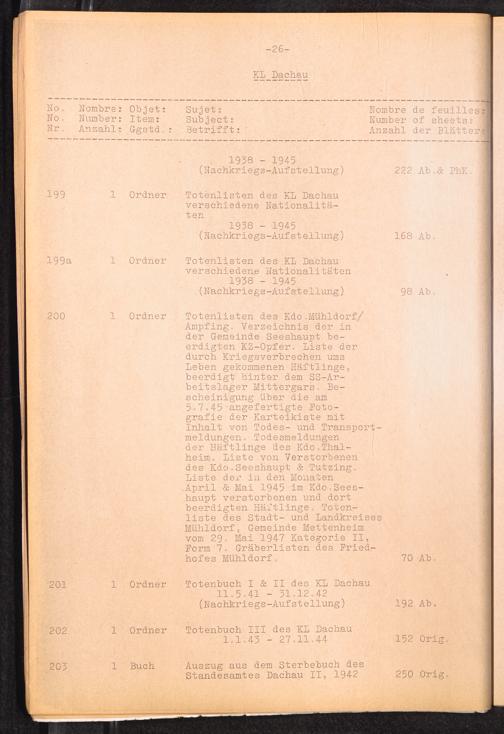 -26-
KL Dachau
No. Nombre: Objet: Sujet: Nombre de feuilles:
No. Number: Item: Subject: Number of sheets:
Nr. Anzahl: Ggstd.: Betrifft: Anzahl der Blätter:
1938 - 1945
(Nachkriegs-Aufstellung) 222 Ab.& PhK.
199 1 Ordner Totenlisten des KL Dachau
verschiedene Nationalitä-
ten
1938 - 1945
(Nachkriegs-Aufstellung) 168 Ab.
199a 1 Ordner Totenlisten des KL Dachau
verschiedene Nationalitäten
1938 - 1945
(Nachkriegs-Aufstellung) 98 Ab.
200 1 Ordner Totenlisten des Kdo.Mühldorf/
Ampfing. Verzeichnis der in
der Gemeinde Seeshaupt be-
erdigten KZ-Opfer. Liste der
durch Kriegsverbrechen ums
Leben gekommenen Häftlinge,
beerdigt hinter dem SS-Ar-
beitslager Mittergars. Be-
scheinigung über die am
5.7.45 angefertigte Foto-
grafie der Karteikiste mit
Inhalt von Todes- und Transport-
meldungen. Todesmeldungen
der Häftlinge des Kdo.Thal-
heim. Liste von Verstorbenen
des Kdo.Seeshaupt & Tutzing.
Liste der in den Monaten
April & Mai 1945 im Kdo.Sees-
haupt verstorbenen und dort
beerdigten Häftlinge. Toten-
liste des Stadt- und Landkreises
Mühldorf, Gemeinde Mettenheim
vom 29. Mai 1947 Kategorie II,
Form 7. Gräberlisten des Fried-
hofes Mühldorf. 70 Ab.
201 1 Ordner Totenbuch I & II des KL Dachau
11.5.41 - 31.12.42
(Nachkriegs-Aufstellung) 192 Ab.
202 1 Ordner Totenbuch III des KL Dachau
1.1.43 - 27.11.44 152 Orig.
203 1 Buch Auszug aus dem Sterbebuch des
Standesamtes Dachau II, 1942 250 Orig.